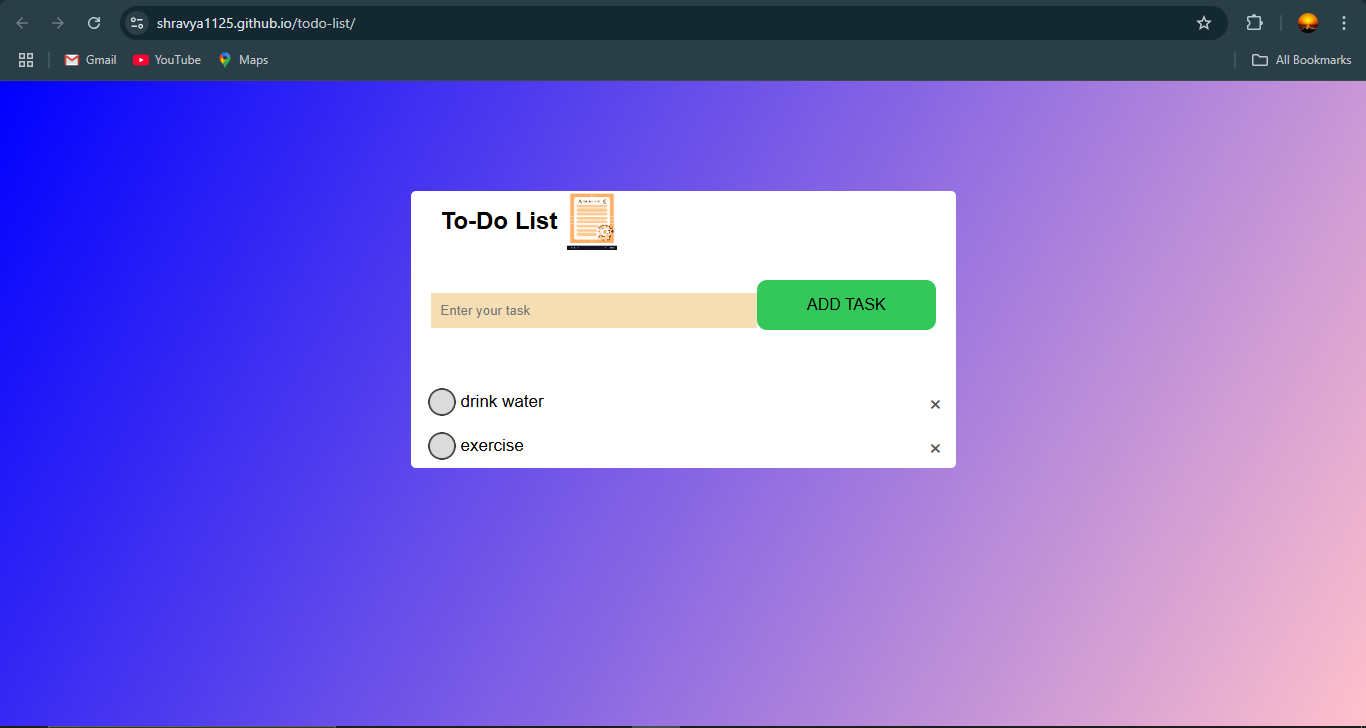 shravya1125.github.io/todo-list/
Gmail YouTube Maps All Bookmarks
To-Do List
Enter your task ADD TASK
drink water ×
exercise ×